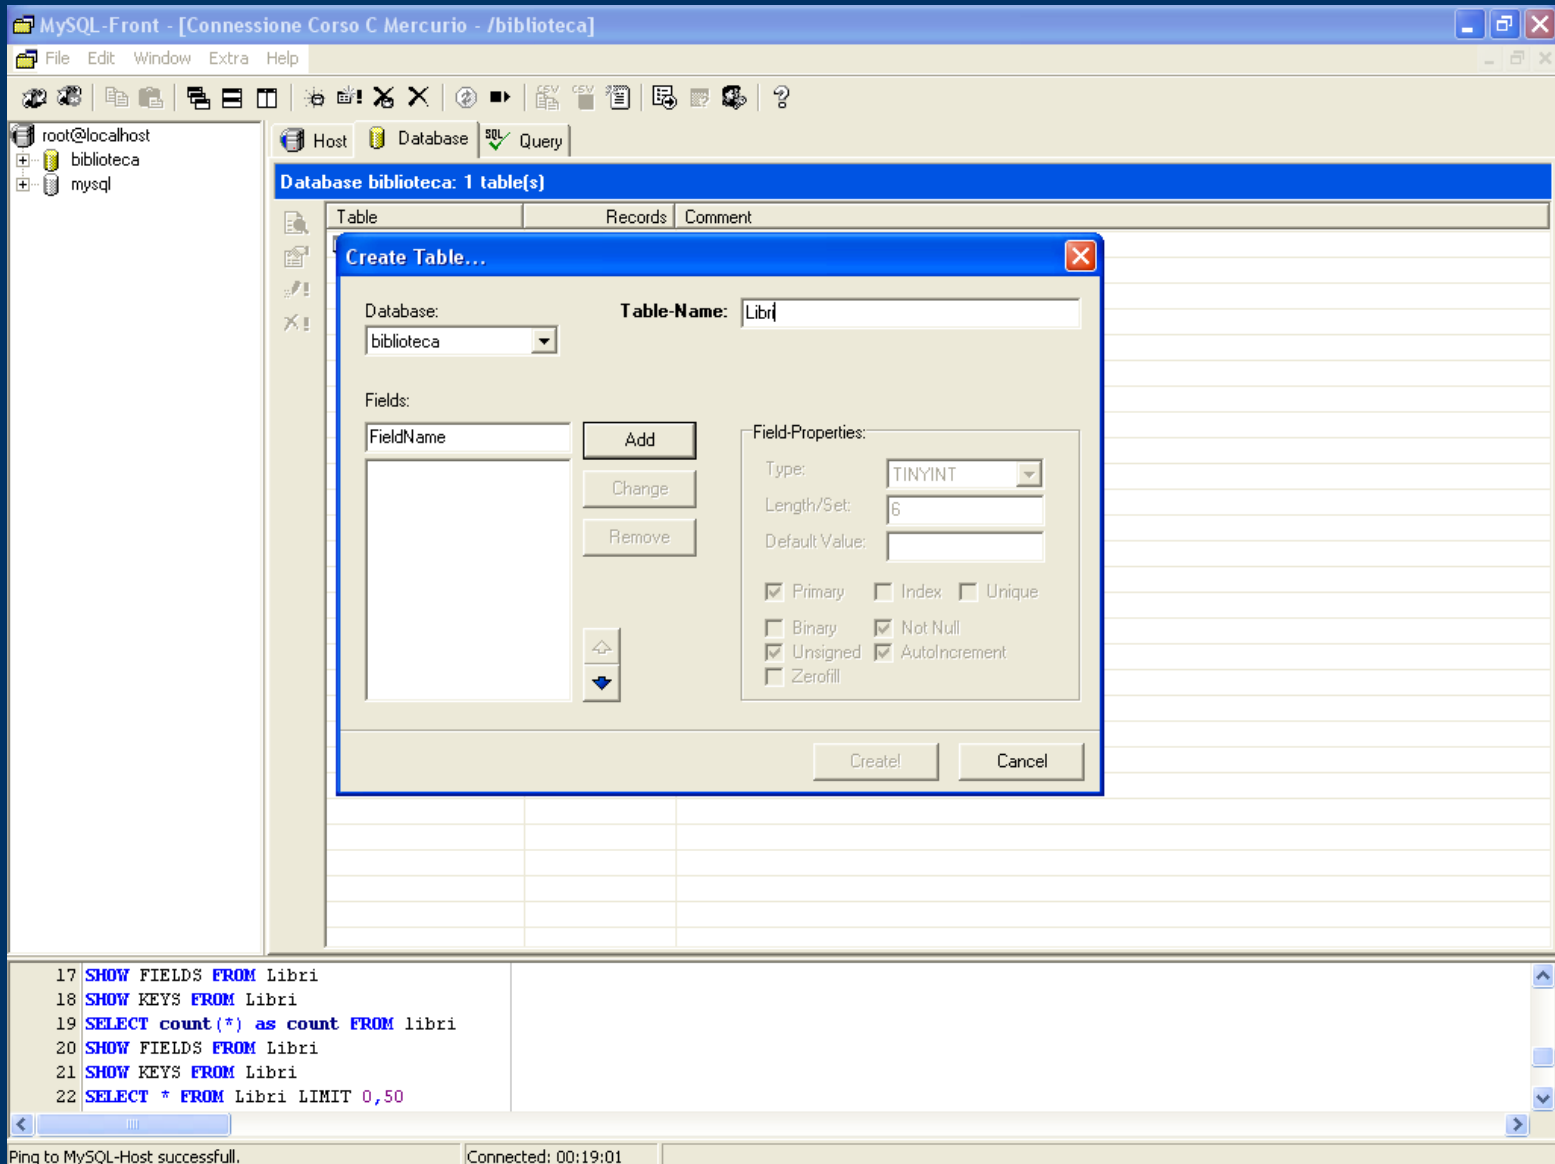 MySQL-Front - [Connessione Corso C Mercurio - /biblioteca]
File Edit Window Extra Help
CSV CSV
root@localhost
biblioteca
mysql
Host Database SQL Query
Database biblioteca: 1 table(s)
Table Records Comment
Create Table...
Database: Table-Name: Libri
biblioteca
Fields:
FieldName Add Field-Properties:
Type: TINYINT
Change
Length/Set: 6
Remove Default Value:
Primary Index Unique
Binary Not Null
Unsigned AutoIncrement
Zerofill
Create! Cancel
17 SHOW FIELDS FROM Libri
18 SHOW KEYS FROM Libri
19 SELECT count(*) as count FROM libri
20 SHOW FIELDS FROM Libri
21 SHOW KEYS FROM Libri
22 SELECT * FROM Libri LIMIT 0,50
Ping to MySQL-Host successfull. Connected: 00:19:01